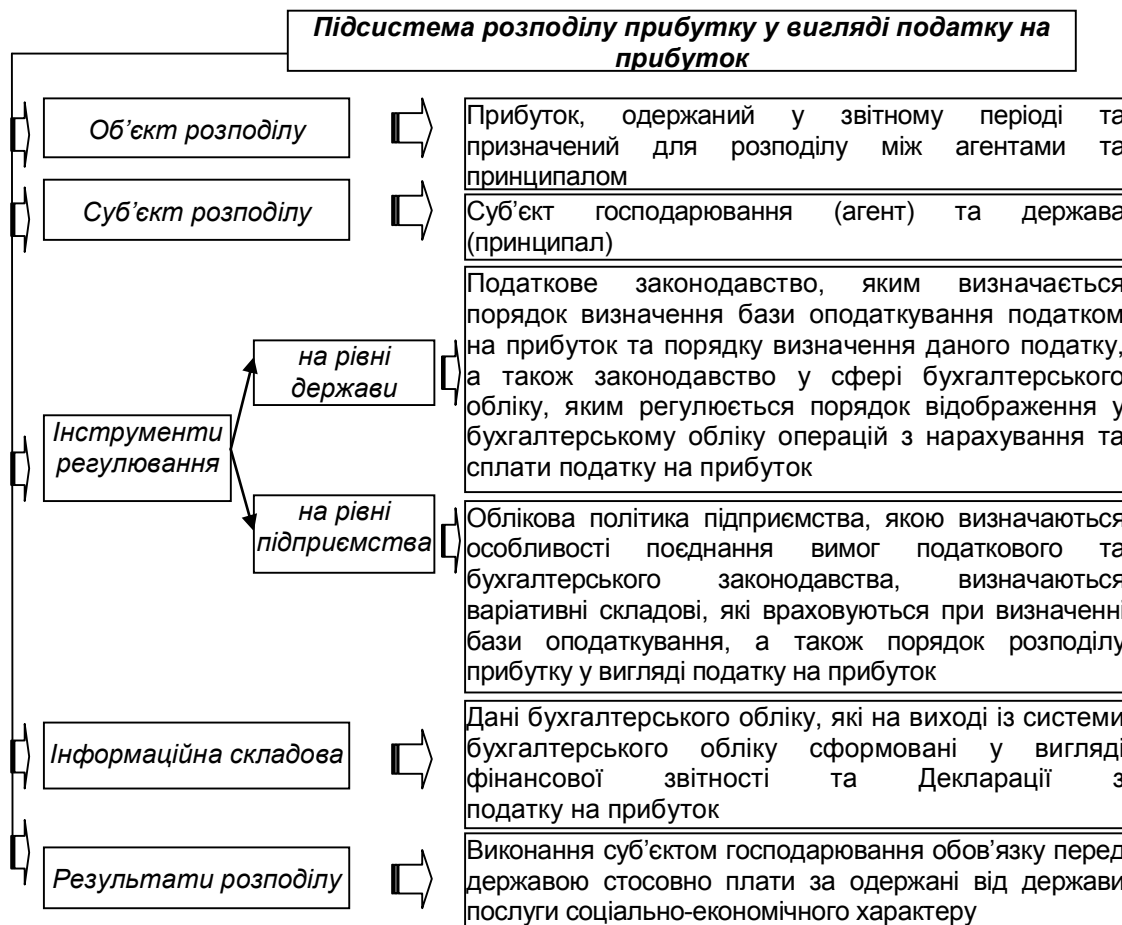 Підсистема розподілу прибутку у вигляді податку на
прибуток
Об’єкт розподілу
Прибуток, одержаний у звітному періоді та
призначений для розподілу між агентами та
принципалом
Суб’єкт розподілу
Суб’єкт господарювання (агент) та держава
(принципал)
Інструменти
регулювання
на рівні
держави
Податкове законодавство, яким визначається
порядок визначення бази оподаткування податком
на прибуток та порядку визначення даного податку,
а також законодавство у сфері бухгалтерського
обліку, яким регулюється порядок відображення у
бухгалтерському обліку операцій з нарахування та
сплати податку на прибуток
на рівні
підприємства
Облікова політика підприємства, якою визначаються
особливості поєднання вимог податкового та
бухгалтерського законодавства, визначаються
варіативні складові, які враховуються при визначенні
бази оподаткування, а також порядок розподілу
прибутку у вигляді податку на прибуток
Інформаційна складова
Дані бухгалтерського обліку, які на виході із системи
бухгалтерського обліку сформовані у вигляді
фінансової звітності та Декларації з
податку на прибуток
Результати розподілу
Виконання суб’єктом господарювання обов’язку перед
державою стосовно плати за одержані від держави
послуги соціально-економічного характеру